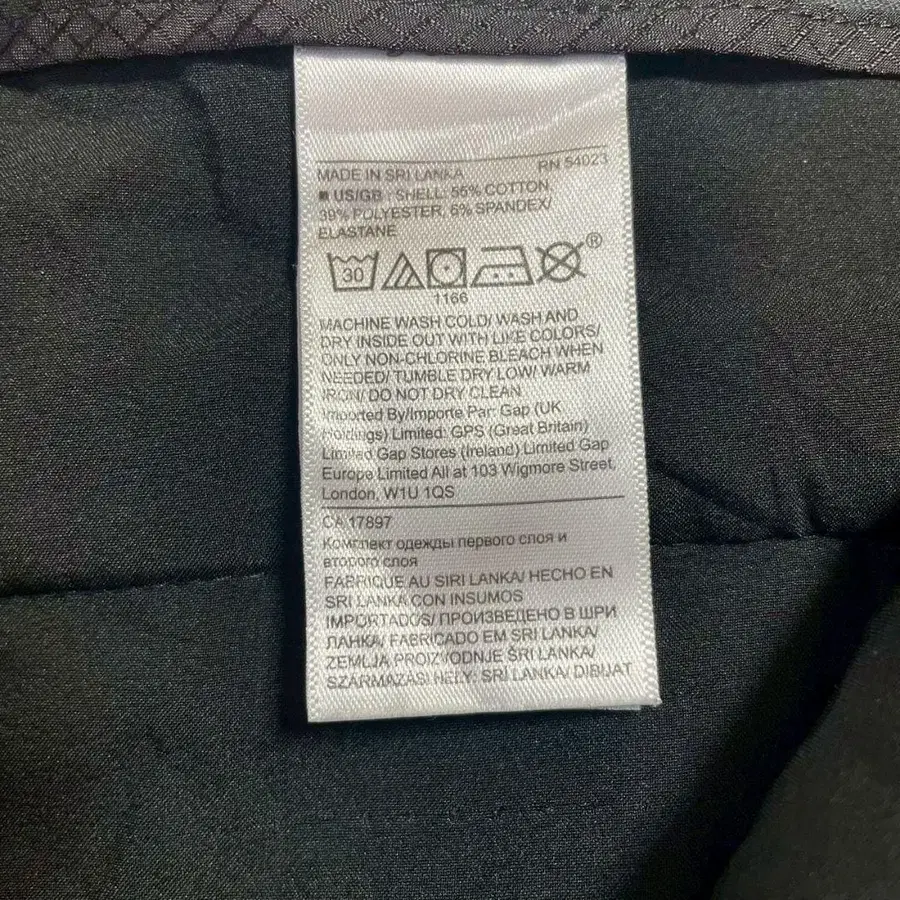 MADE IN SRI LANKA RN 54023
■ US/GB : SHELL: 55% COTTON,
39% POLYESTER, 6% SPANDEX/
ELASTANE
30 ®
1166
MACHINE WASH COLD/ WASH AND
DRY INSIDE OUT WITH LIKE COLORS/
ONLY NON-CHLORINE BLEACH WHEN
NEEDED/ TUMBLE DRY LOW/ WARM
IRON/ DO NOT DRY CLEAN
Imported By/Importe Par: Gap (UK
Holdings) Limited: GPS (Great Britain)
Limited Gap Stores (Ireland) Limited Gap
Europe Limited All at 103 Wigmore Street,
London, W1U 1QS
CA 17897
Комплект одежды первого слоя и
второго слоя
FABRIQUE AU SIRI LANKA/ HECHO EN
SRI LANKA CON INSUMOS
IMPORTADOS/ ПРОИЗВЕДЕНО В ШРИ
ЛАНКА/ FABRICADO EM SRI LANKA/
ZEMLJA PROIZVODNJE ŠRI LANKA/
SZÁRMAZÁSI HELY: SRI LANKA/ DIBUAT